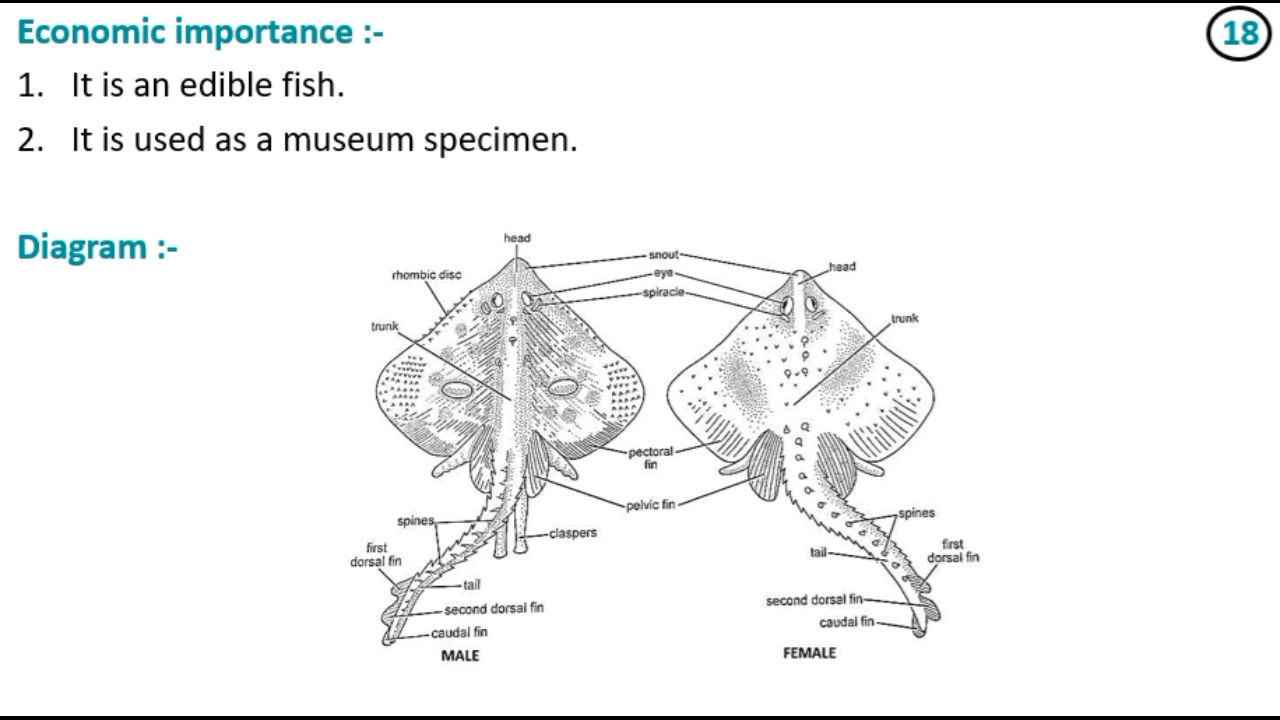 Economic importance :-
18
1. It is an edible fish.
2. It is used as a museum specimen.
Diagram :-
head
snout
rhombic disc
eye
head
spiracle
trunk
trunk
pectoral
fin
pelvic fin
spines
claspers
spines
first
dorsal fin
tail
first
dorsal fin
tail
second dorsal fin
second dorsal fin
caudal fin
caudal fin
MALE
FEMALE